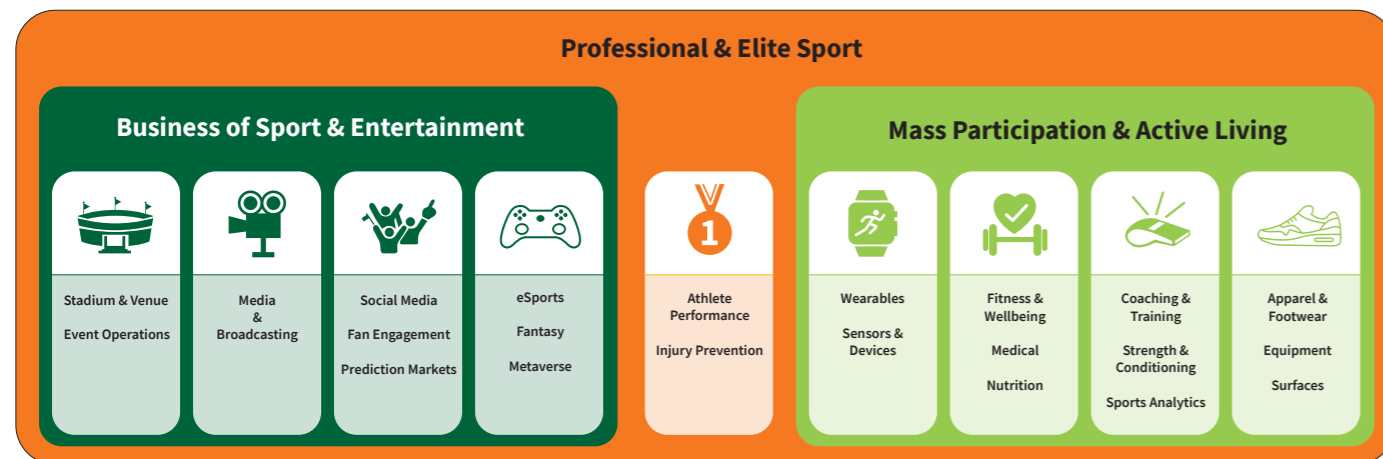 Professional & Elite Sport
Business of Sport & Entertainment
Stadium & Venue
Event Operations
Media
&
Broadcasting
Social Media
Fan Engagement
Prediction Markets
eSports
Fantasy
Metaverse
1
Athlete
Performance
Injury Prevention
Mass Participation & Active Living
Wearables
Sensors &
Devices
Fitness &
Wellbeing
Medical
Nutrition
Coaching &
Training
Strength &
Conditioning
Sports Analytics
Apparel &
Footwear
Equipment
Surfaces